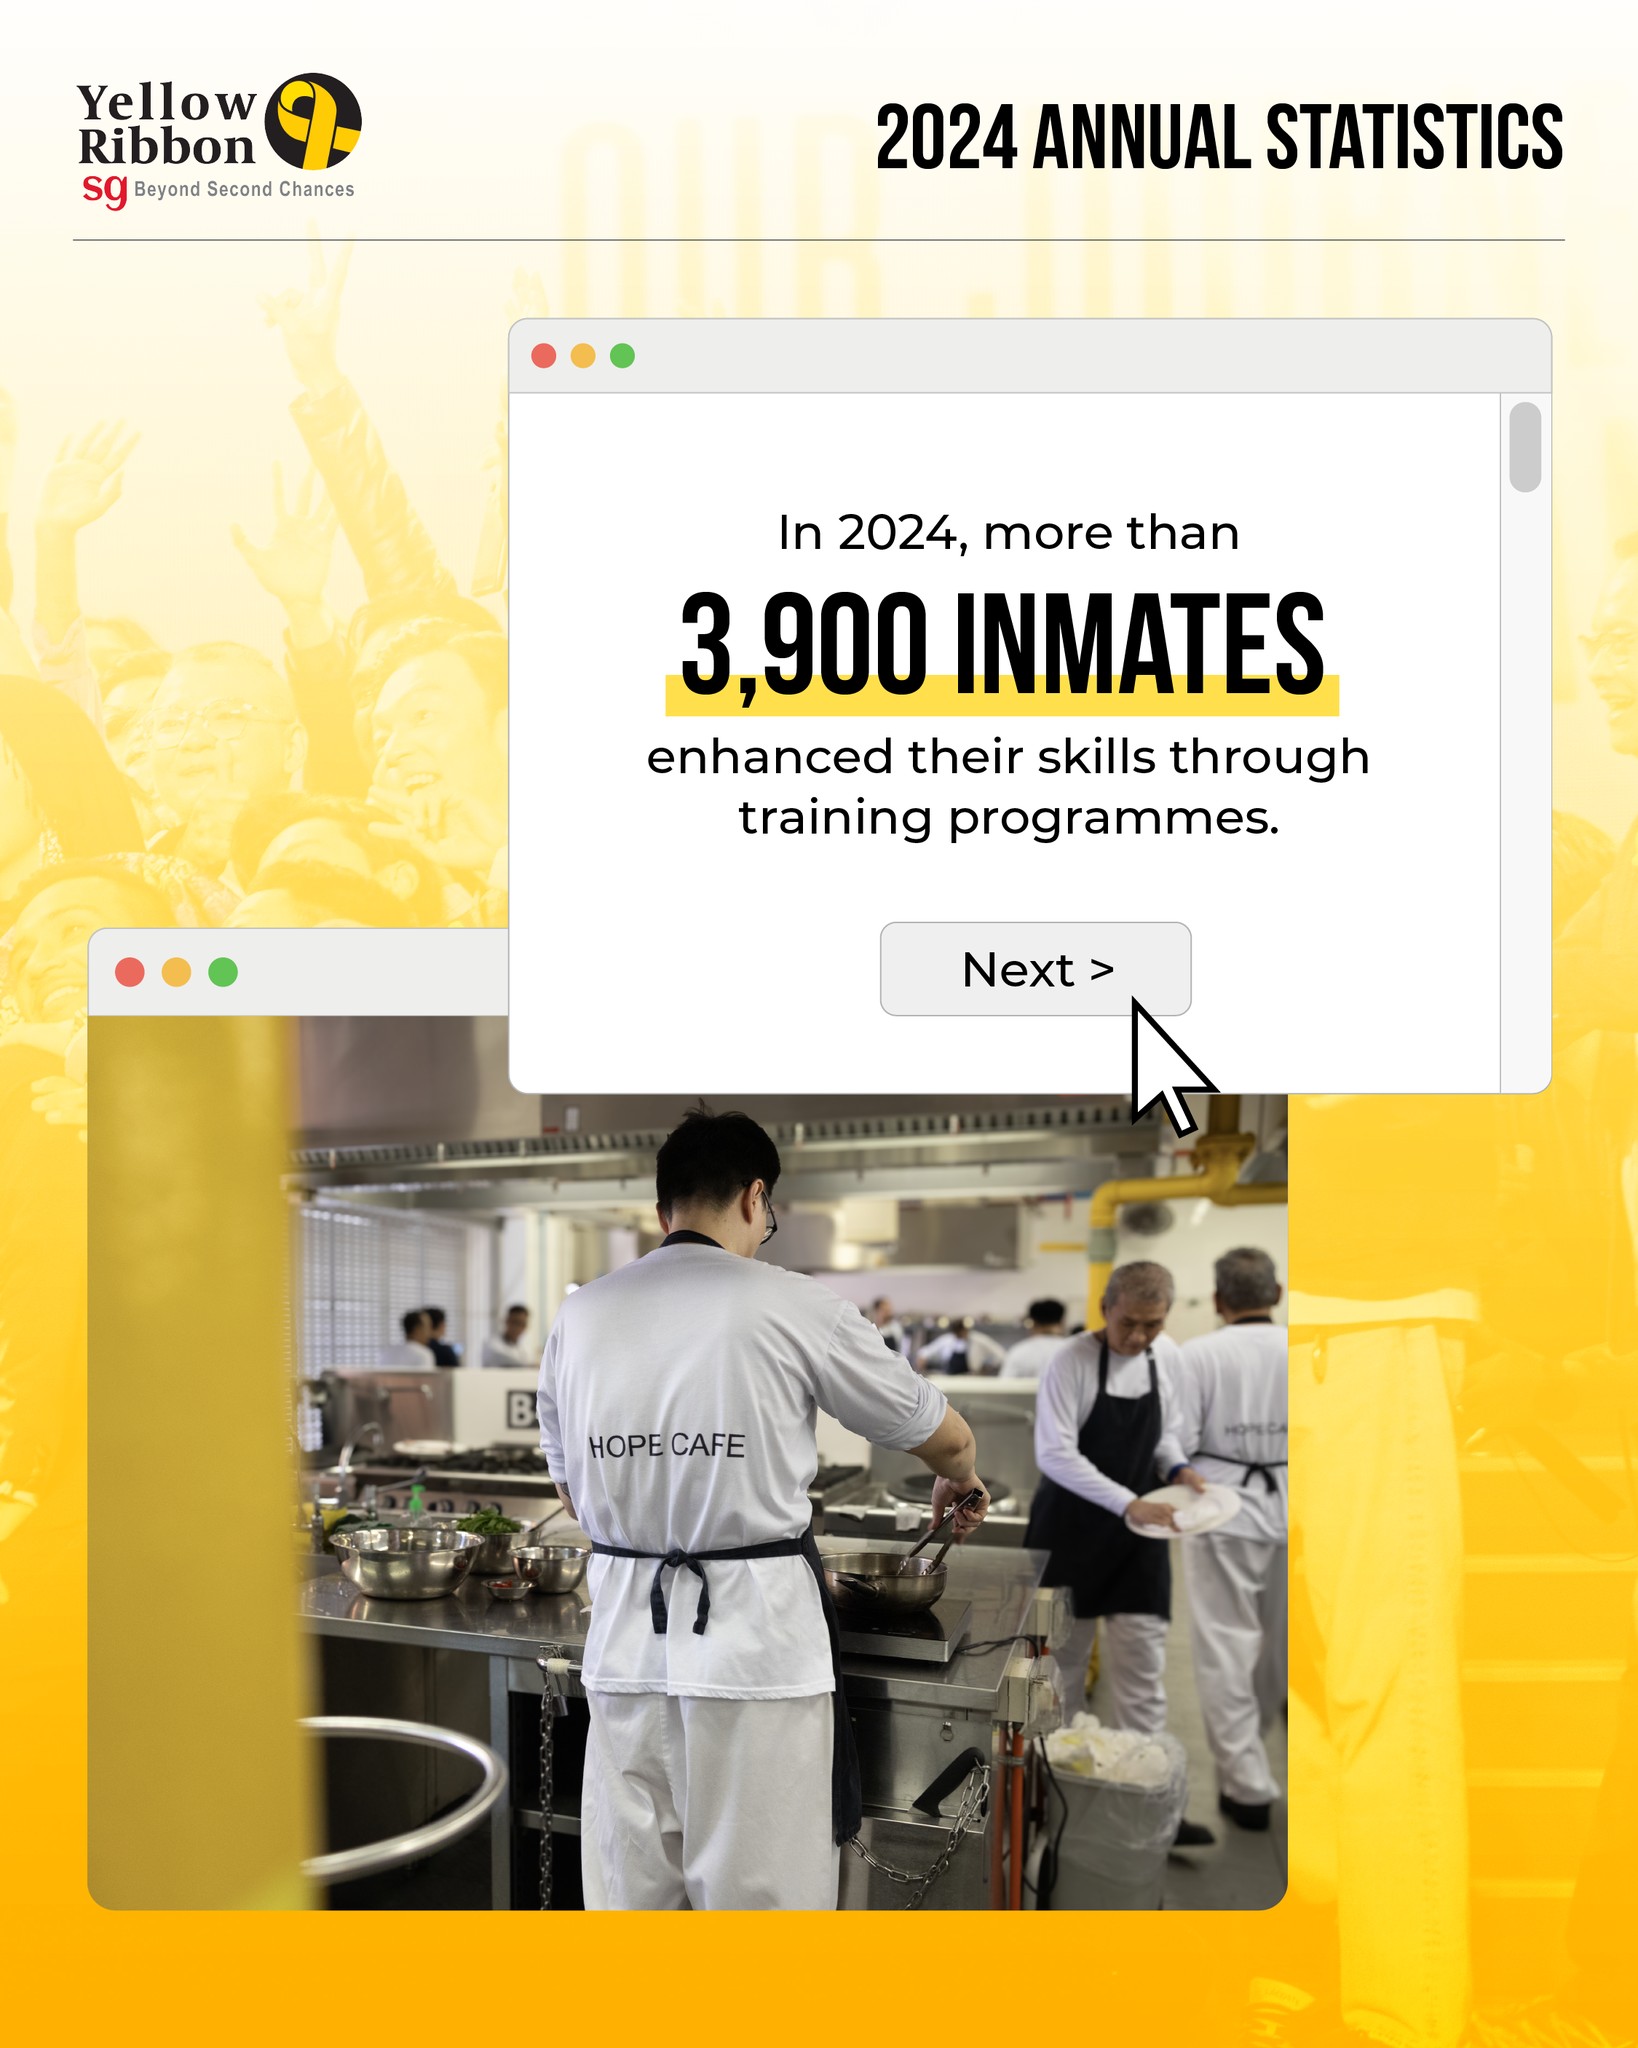 Yellow
Ribbon
sg Beyond Second Chances
2024 ANNUAL STATISTICS
In 2024, more than
3,900 INMATES
enhanced their skills through
training programmes.
Next >
HOPE CAFE